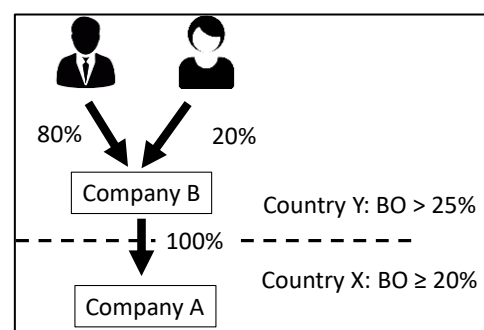 80%
20%
Company B
Country Y: BO > 25%
100%
Country X: BO ≥ 20%
Company A